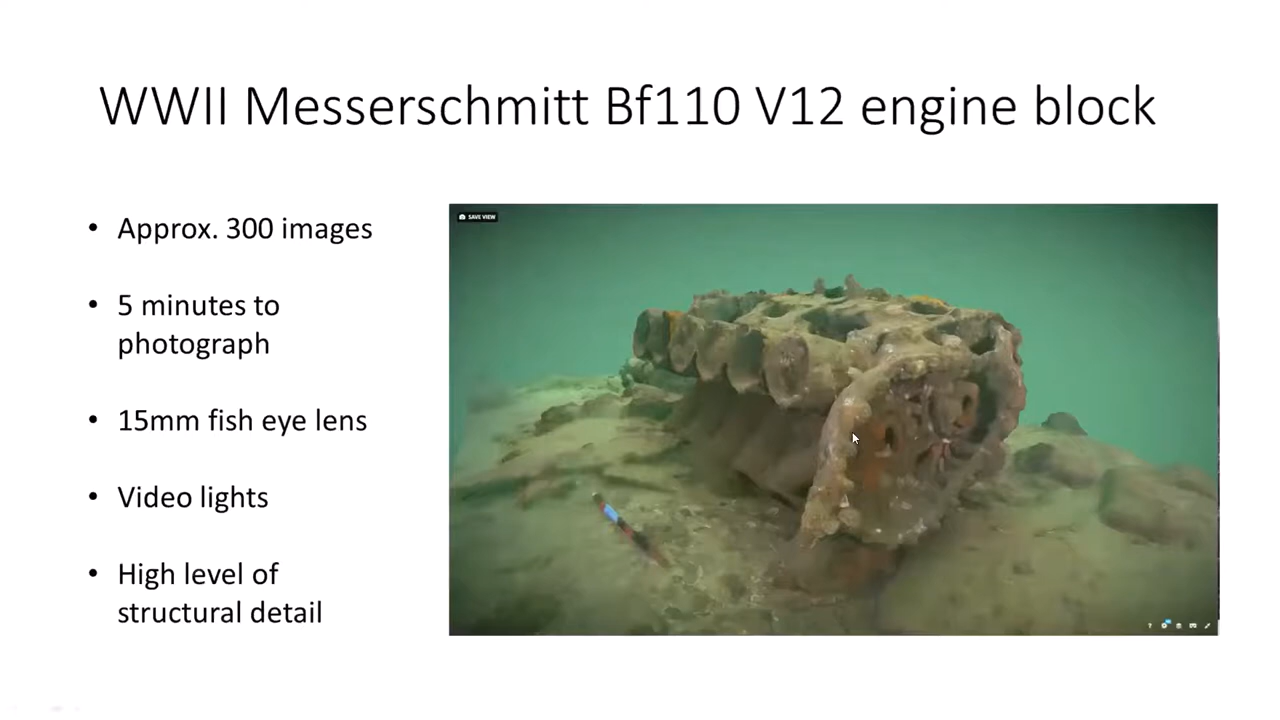 WWII Messerschmitt Bf110 V12 engine block
• Approx. 300 images
• 5 minutes to
photograph
• 15mm fish eye lens
• Video lights
• High level of
structural detail
SAVE VIEW
?